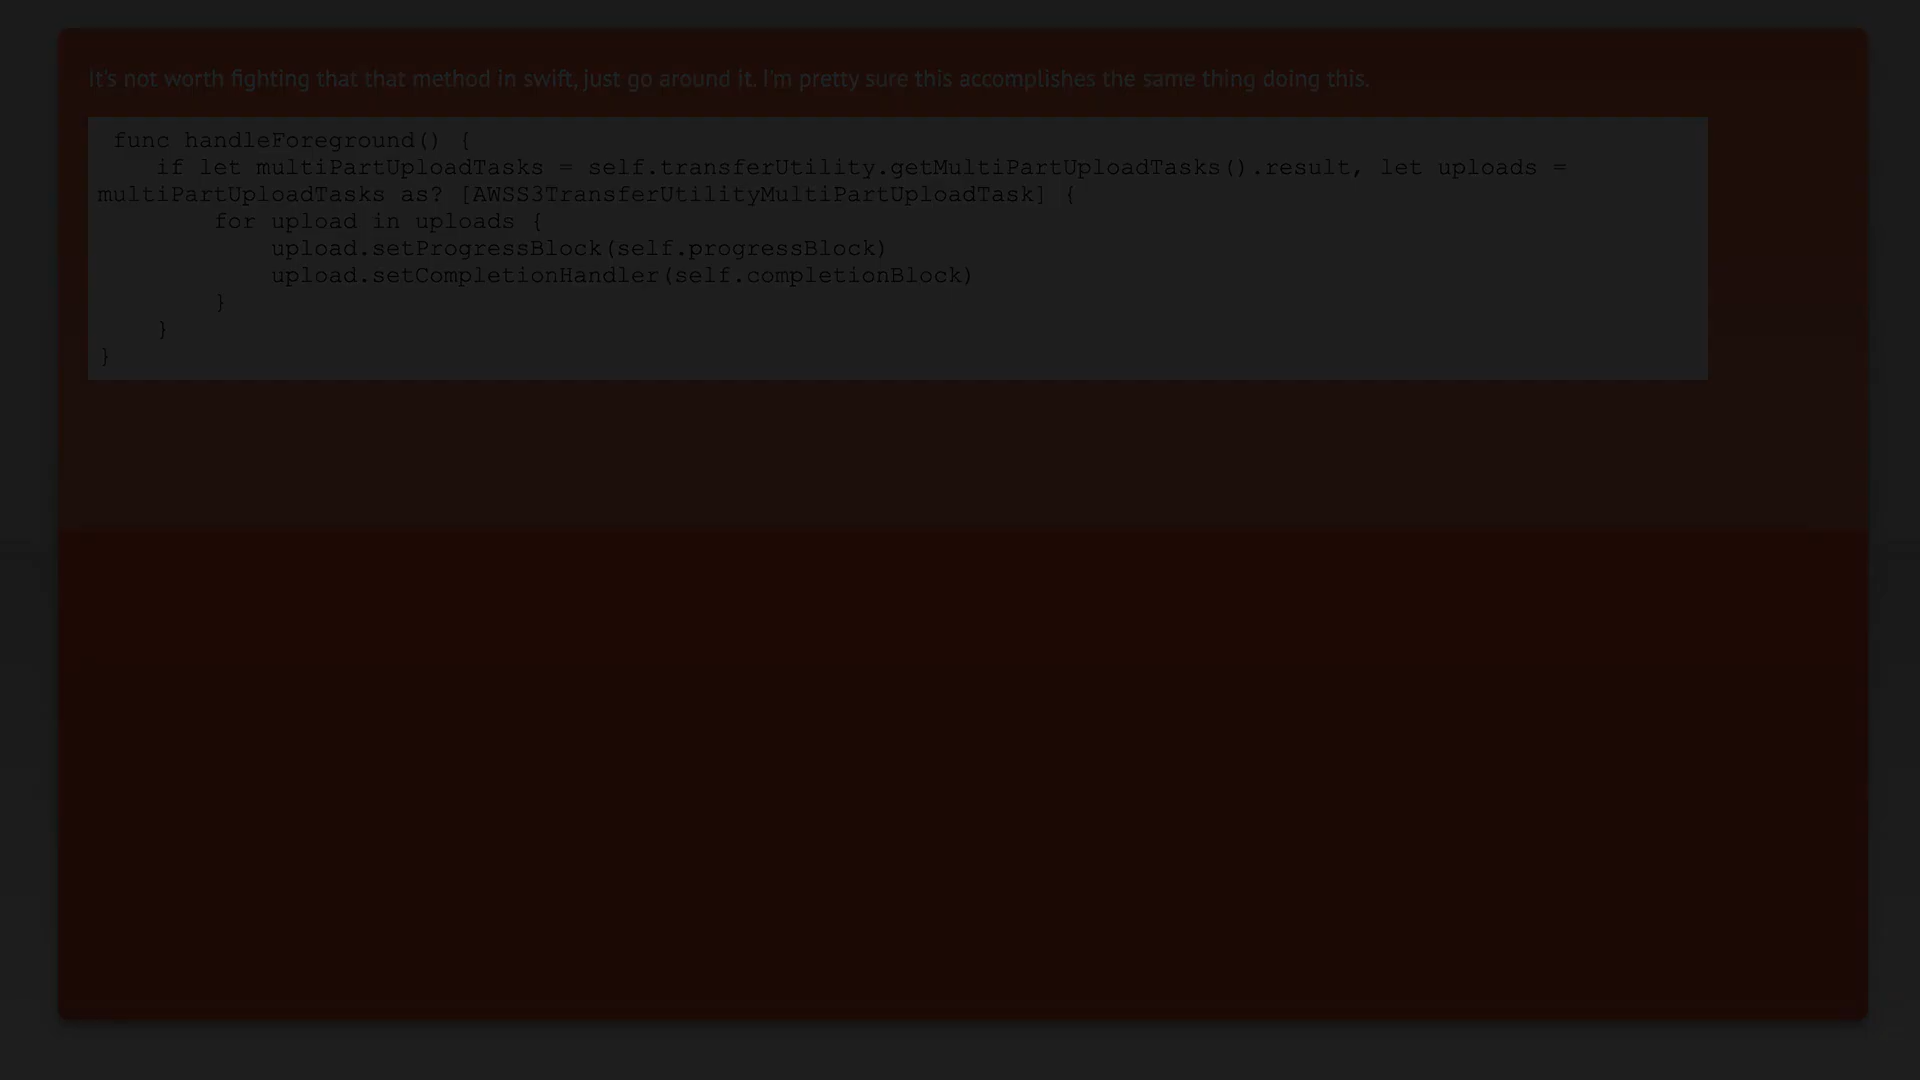 It's not worth fighting that that method in swift, just go around it. I'm pretty sure this accomplishes the same thing doing this.
func handleForeground() {
    if let multiPartUploadTasks = self.transferUtility.getMultiPartUploadTasks().result, let uploads =
multiPartUploadTasks as? [AWSS3TransferUtilityMultiPartUploadTask] {
        for upload in uploads {
            upload.setProgressBlock(self.progressBlock)
            upload.setCompletionHandler(self.completionBlock)
        }
    }
}